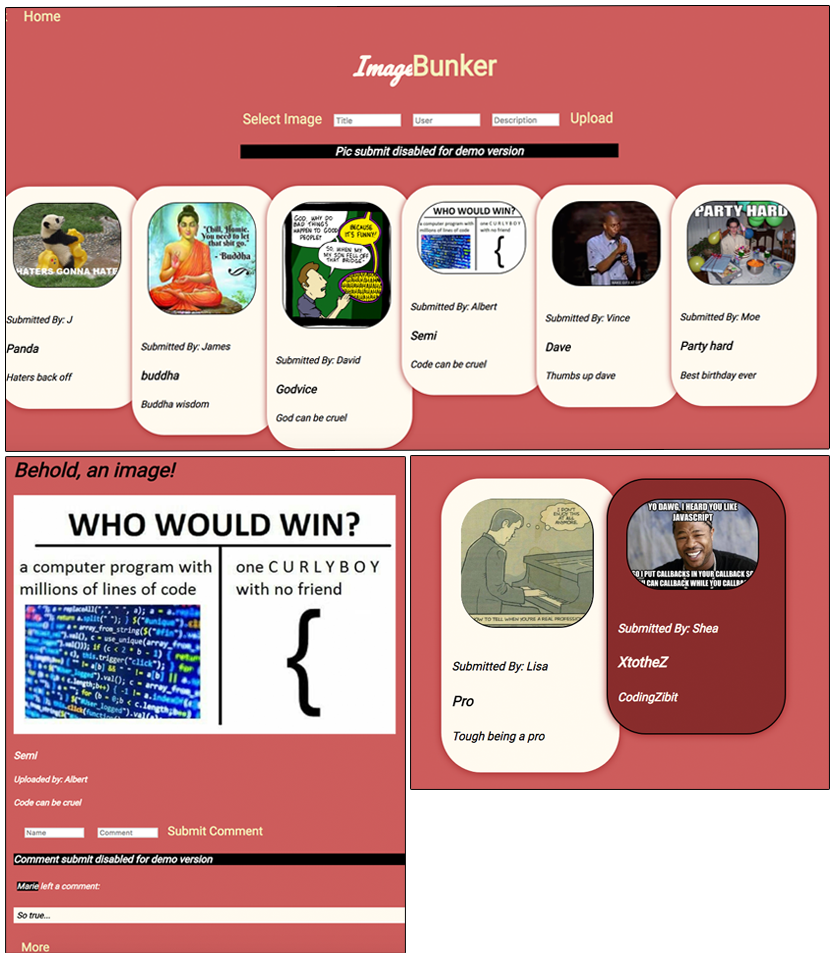 Home
ImageBunker
Select Image Title User Description Upload
Pic submit disabled for demo version
HATERS GONNA HATE
Submitted By: J
Panda
Haters back off
"Chill, Homie.
You need to let
that shit go."
- Buddha
Submitted By: James
buddha
Buddha wisdom
GOD, WHY DO
BAD THINGS
HAPPEN TO GOOD
PEOPLE?
BECAUSE
IT'S FUNNY!
SO, WHEN MY
MY SON FELL OFF
THAT BRIDGE?
Submitted By: David
Godvice
God can be cruel
WHO WOULD WIN?
a computer program with
millions of lines of code
one C U R L Y B O Y
with no friend
{
Submitted By: Albert
Semi
Code can be cruel
Submitted By: Vince
Dave
Thumbs up dave
PARTY HARD
Submitted By: Moe
Party hard
Best birthday ever
Behold, an image!
WHO WOULD WIN?
a computer program with
millions of lines of code
one C U R L Y B O Y
with no friend
{
Semi
Uploaded by: Albert
Code can be cruel
Name Comment Submit Comment
Comment submit disabled for demo version
Marie left a comment:
So true...
More
I DON'T
ENJOY THIS
AT ALL
ANYMORE.
HOW TO TELL WHEN YOU'RE A REAL PROFESSION
Submitted By: Lisa
Pro
Tough being a pro
YO DAWG, I HEARD YOU LIKE
JAVASCRIPT
SO I PUT CALLBACKS IN YOUR CALLBACK SO
U CAN CALLBACK WHILE YOU CALLBA
Submitted By: Shea
XtotheZ
CodingZibit